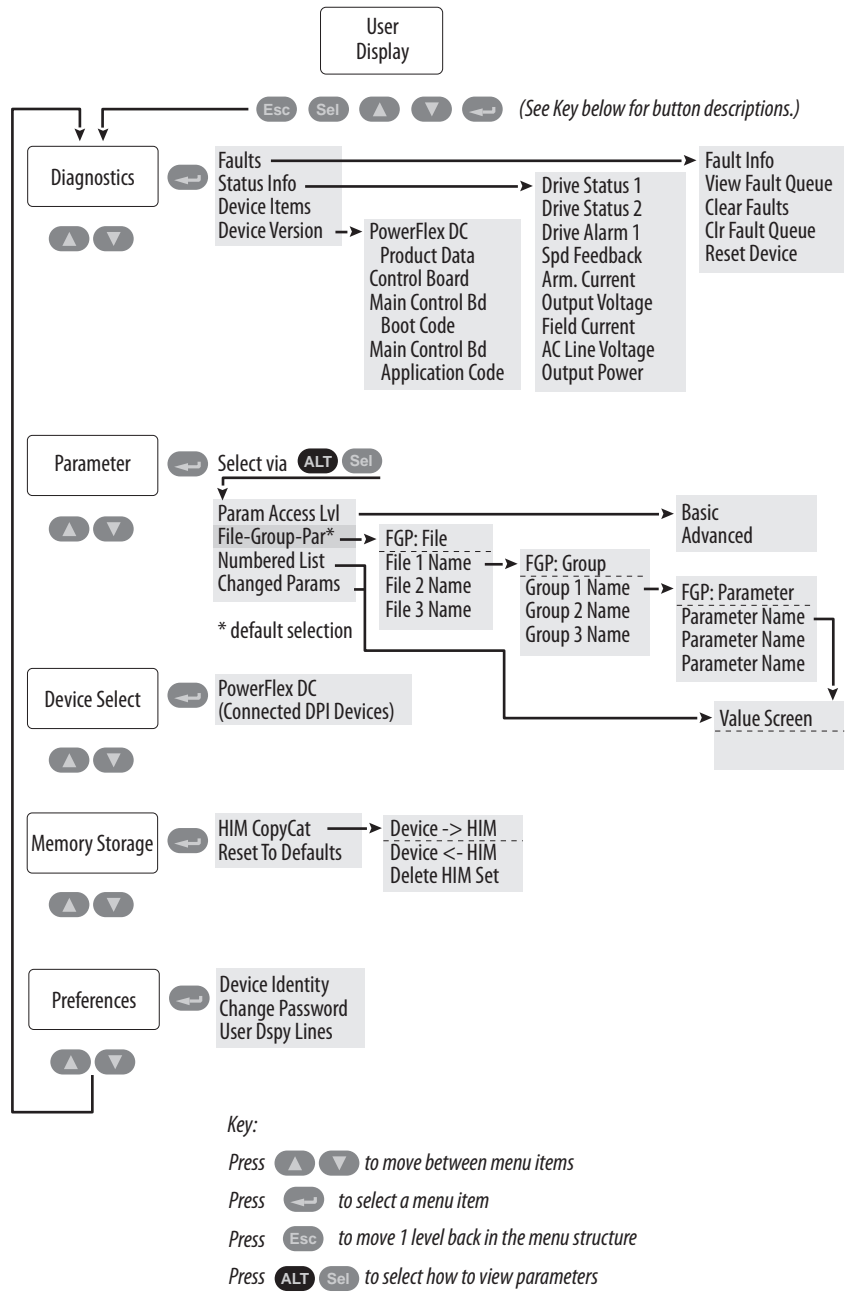 User
Display
Esc Sel (See Key below for button descriptions.)
Diagnostics
Faults
Status Info
Device Items
Device Version
PowerFlex DC
Product Data
Control Board
Main Control Bd
Boot Code
Main Control Bd
Application Code
Drive Status 1
Drive Status 2
Drive Alarm 1
Spd Feedback
Arm. Current
Output Voltage
Field Current
AC Line Voltage
Output Power
Fault Info
View Fault Queue
Clear Faults
Clr Fault Queue
Reset Device
Parameter
Select via ALT Sel
Param Access Lvl
File-Group-Par*
Numbered List
Changed Params
* default selection
Basic
Advanced
FGP: File
File 1 Name
File 2 Name
File 3 Name
FGP: Group
Group 1 Name
Group 2 Name
Group 3 Name
FGP: Parameter
Parameter Name
Parameter Name
Parameter Name
Value Screen
Device Select
PowerFlex DC
(Connected DPI Devices)
Memory Storage
HIM CopyCat
Reset To Defaults
Device -> HIM
Device <- HIM
Delete HIM Set
Preferences
Device Identity
Change Password
User Dspy Lines
Key:
Press to move between menu items
Press to select a menu item
Press Esc to move 1 level back in the menu structure
Press ALT Sel to select how to view parameters